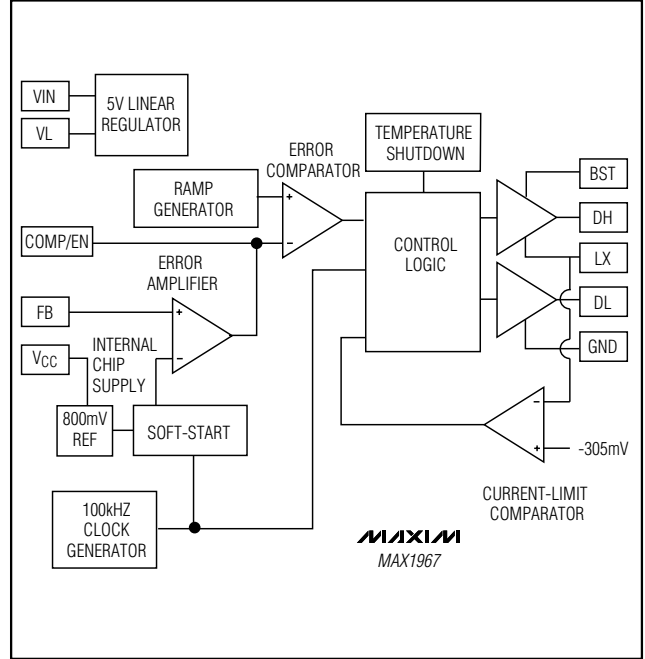 VIN
VL
5V LINEAR
REGULATOR
TEMPERATURE
SHUTDOWN
ERROR
COMPARATOR
RAMP
GENERATOR
+
−
COMP/EN
CONTROL
LOGIC
BST
DH
LX
DL
GND
ERROR
AMPLIFIER
FB
+
−
VCC
INTERNAL
CHIP
SUPPLY
800mV
REF
SOFT-START
−
+
-305mV
CURRENT-LIMIT
COMPARATOR
100kHZ
CLOCK
GENERATOR
MAXIM
MAX1967